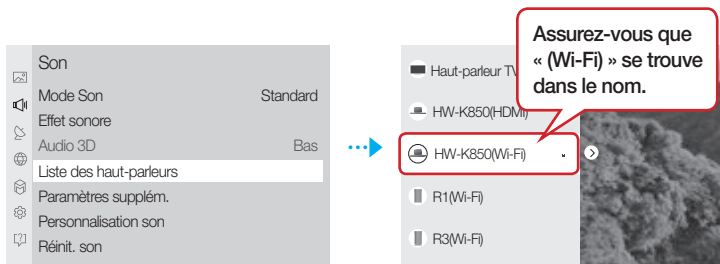 Son
Mode Son Standard
Effet sonore
Audio 3D Bas
Liste des haut-parleurs
Paramètres supplém.
Personnalisation son
Réinit. son
Assurez-vous que
« (Wi-Fi) » se trouve
dans le nom.
Haut-parleur TV
HW-K850(HDMI)
HW-K850(Wi-Fi)
R1(Wi-Fi)
R3(Wi-Fi)